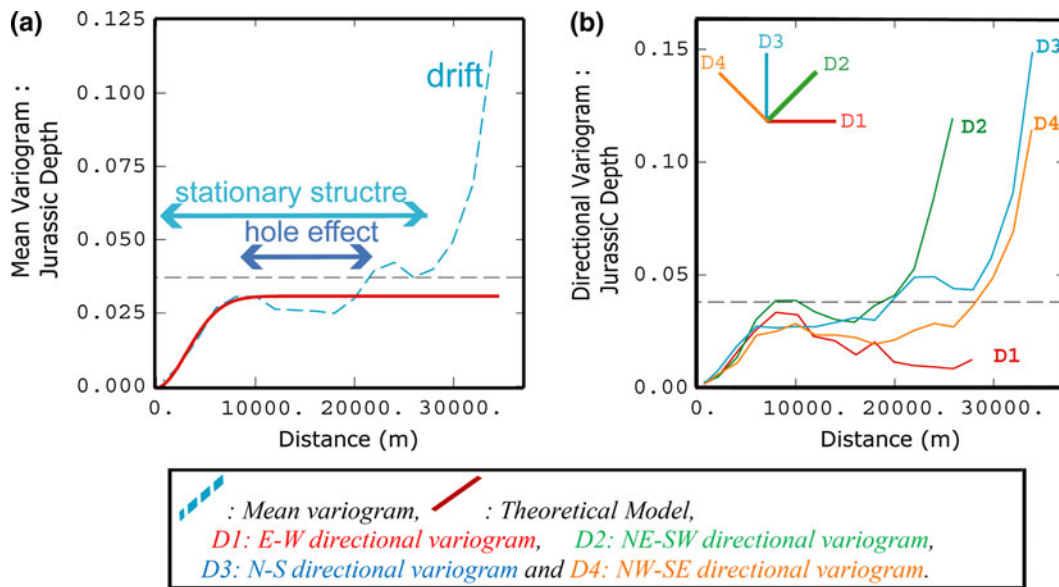 (a)
Mean Variogram :
Jurassic Depth
0.125
0.100
0.075
0.050
0.025
0.000
drift
stationary structre
hole effect
0. 10000. 20000. 30000.
Distance (m)
(b)
Directional Variogram :
JurassiC Depth
0.15
0.10
0.05
0.00
D3
D4
D2
D1
D3
D2
D4
D1
0. 10000. 20000. 30000.
Distance (m)
: Mean variogram, : Theoretical Model,
D1: E-W directional variogram, D2: NE-SW directional variogram,
D3: N-S directional variogram and D4: NW-SE directional variogram.